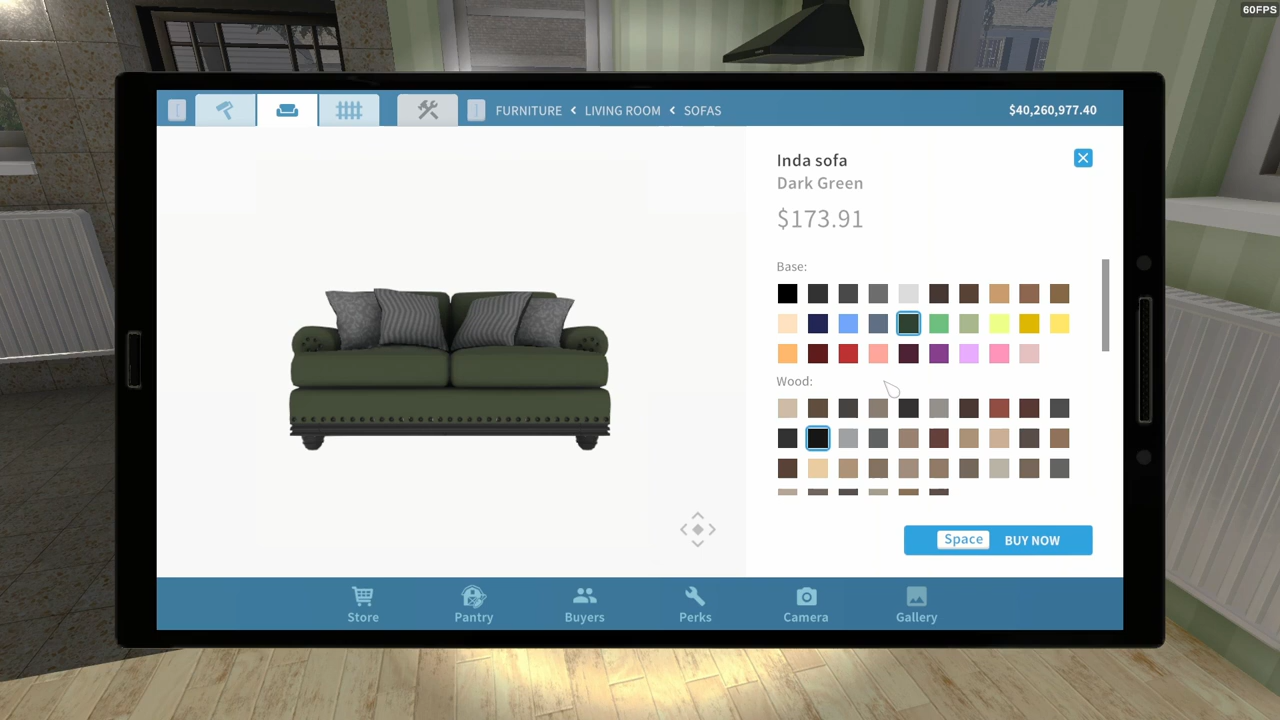 60FPS
FURNITURE < LIVING ROOM < SOFAS
$40,260,977.40
Inda sofa
Dark Green
$173.91
Base:
Wood:
Space BUY NOW
Store Pantry Buyers Perks Camera Gallery